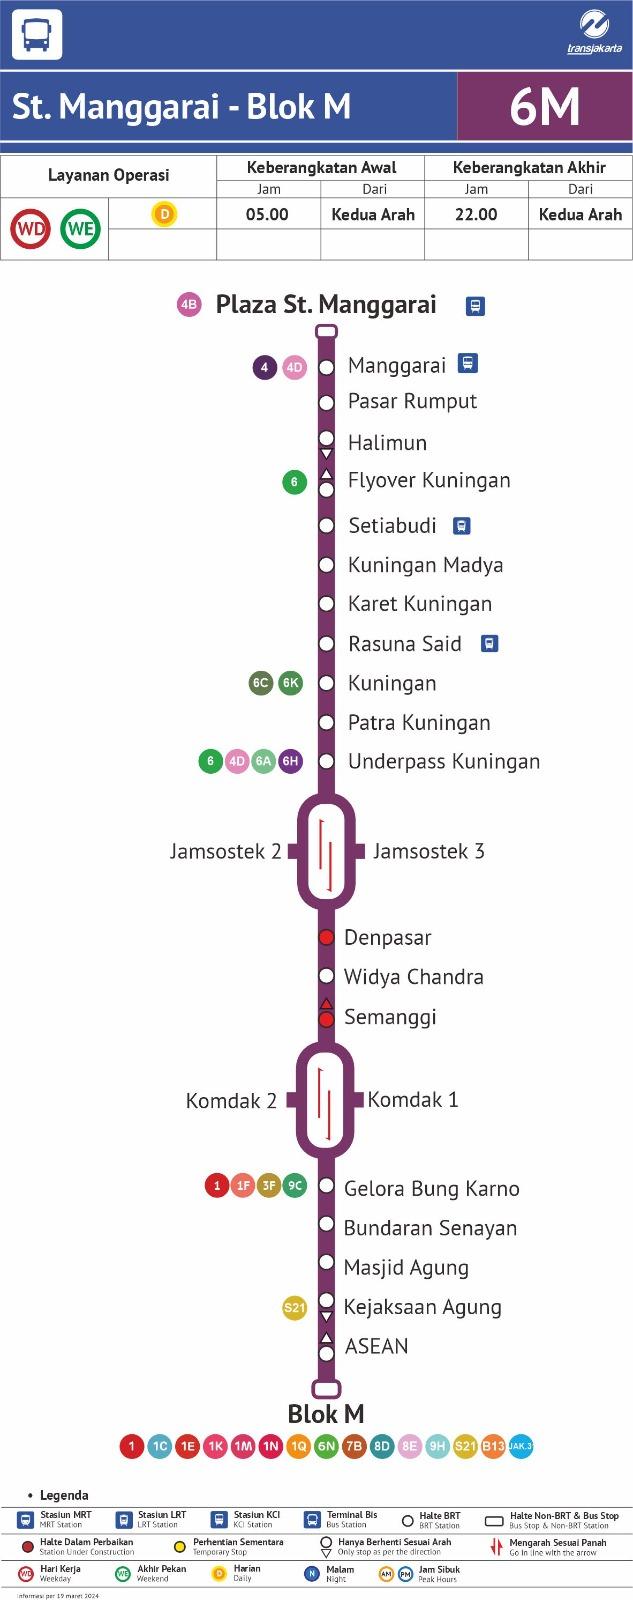 transjakarta
St. Manggarai - Blok M
6M
Layanan Operasi
Keberangkatan Awal
Keberangkatan Akhir
Jam
Dari
Jam
Dari
WD WE
D
05.00
Kedua Arah
22.00
Kedua Arah
4B Plaza St. Manggarai
4 4D Manggarai
Pasar Rumput
Halimun
6 Flyover Kuningan
Setiabudi
Kuningan Madya
Karet Kuningan
Rasuna Said
6C 6K Kuningan
Patra Kuningan
6 4D 6A 6H Underpass Kuningan
Jamsostek 2 Jamsostek 3
Denpasar
Widya Chandra
Semanggi
Komdak 2 Komdak 1
1 1F 3F 9C Gelora Bung Karno
Bundaran Senayan
Masjid Agung
S21 Kejaksaan Agung
ASEAN
Blok M
1 1C 1E 1K 1M 1N 1Q 6N 7B 8D 8E 9H S21 B13 JAK.3
• Legenda
Stasiun MRT
MRT Station
Stasiun LRT
LRT Station
Stasiun KCI
KCI Station
Terminal Bis
Bus Station
Halte BRT
BRT Station
Halte Non-BRT & Bus Stop
Bus Stop & Non-BRT Station
Halte Dalam Perbaikan
Station Under Construction
Perhentian Sementara
Temporary Stop
Hanya Berhenti Sesuai Arah
Only stop as per the direction
Mengarah Sesuai Panah
Go in line with the arrow
WD Hari Kerja
Weekday
WE Akhir Pekan
Weekend
D Harian
Daily
N Malam
Night
AM PM Jam Sibuk
Peak Hours
Informasi per 19 maret 2024